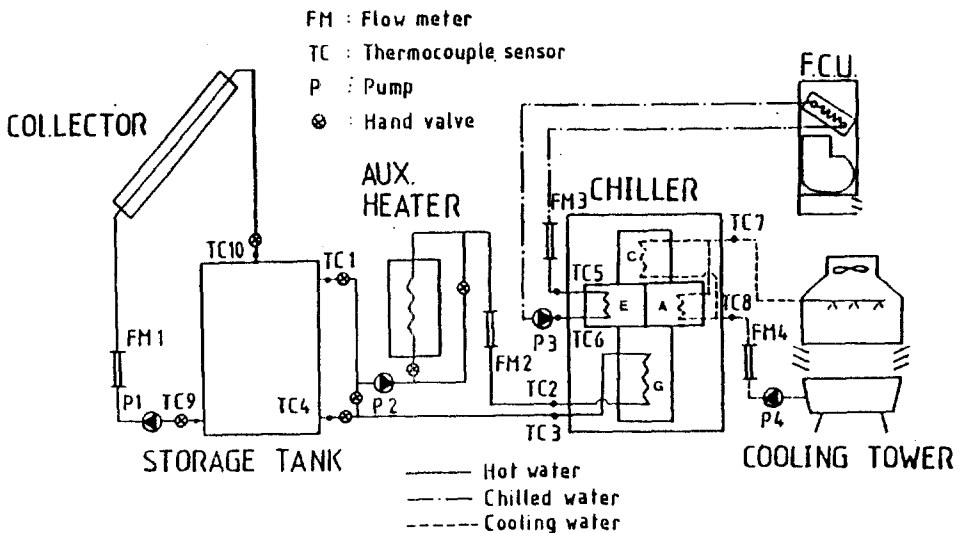 FM : Flow meter
TC : Thermocouple sensor
P : Pump
⊗ : Hand valve
F.C.U.
COLLECTOR
AUX.
HEATER
CHILLER
FM3
TC7
TC10
TC1
C
TC5
E
A
TC8
FM1
P3
TC6
FM4
FM2
G
P1
TC9
TC4
P2
TC2
TC3
P4
STORAGE TANK
COOLING TOWER
Hot water
Chilled water
Cooling water